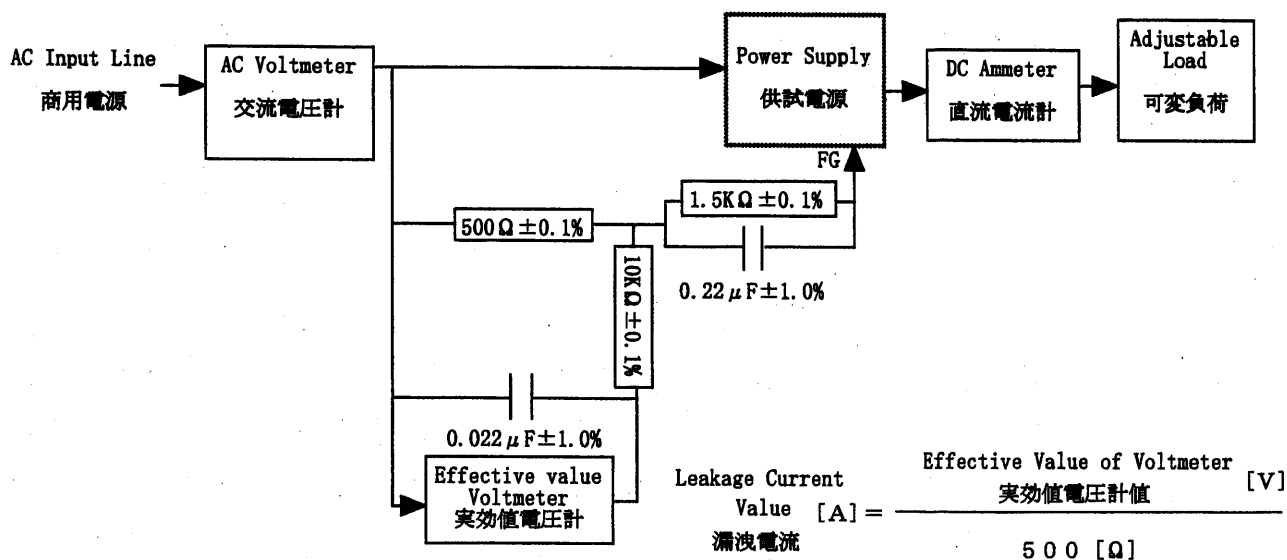 AC Input Line
商用電源
AC Voltmeter
交流電圧計
Power Supply
供試電源
DC Ammeter
直流電流計
Adjustable
Load
可変負荷
FG
1.5KΩ±0.1%
500Ω±0.1%
10KΩ±0.1%
0.22μF±1.0%
0.022μF±1.0%
Effective value
Voltmeter
実効値電圧計
Leakage Current
Value [A]=
漏洩電流
Effective Value of Voltmeter [V]
実効値電圧計値
500 [Ω]